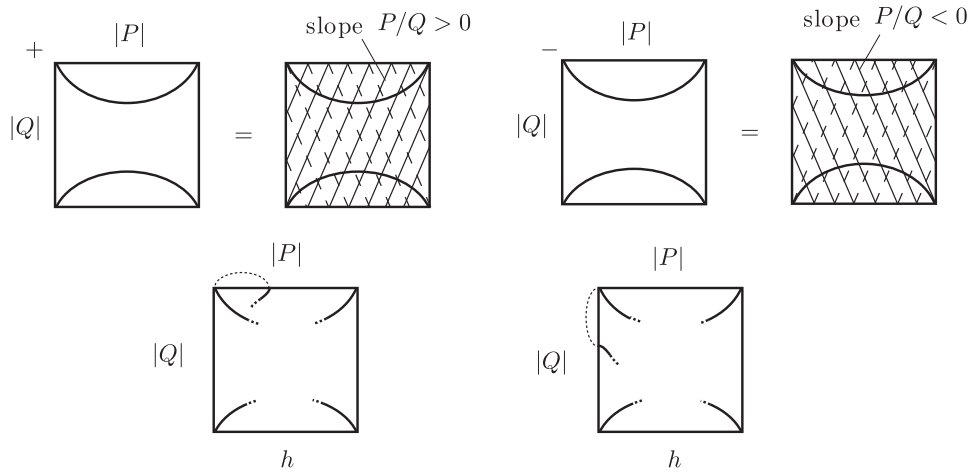 + |P| slope P/Q > 0
|Q| =
− |P| slope P/Q < 0
|Q| =
|P| |P|
|Q| |Q|
h h